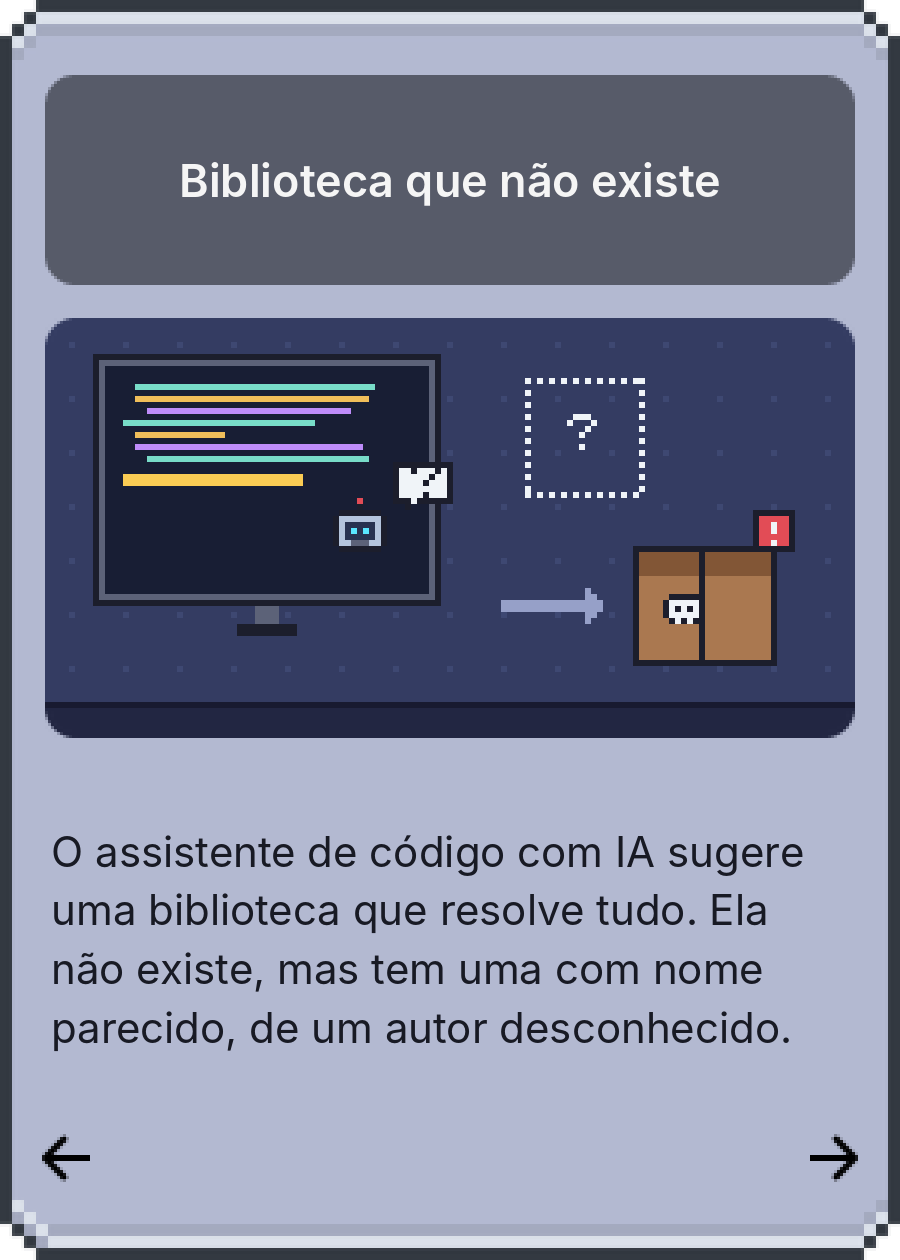 Biblioteca que não existe
?
!
O assistente de código com IA sugere
uma biblioteca que resolve tudo. Ela
não existe, mas tem uma com nome
parecido, de um autor desconhecido.